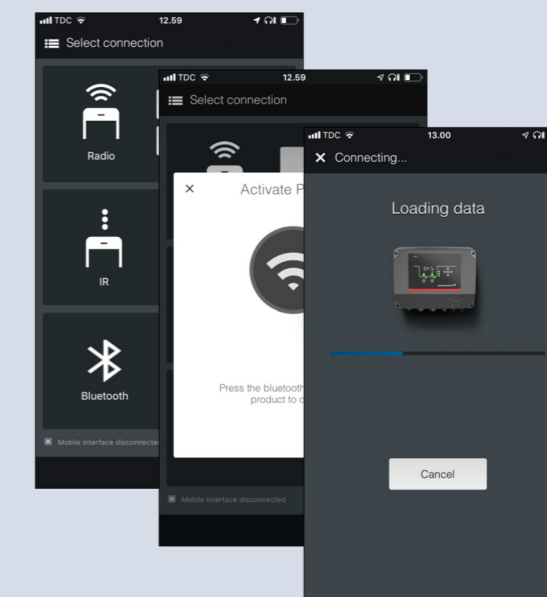 TDC 12.59
Select connection
Radio
IR
Bluetooth
Mobile interface disconnected
TDC 12.59
Select connection
× Activate P
Press the bluetooth
product to
Mobile interface disconnected
TDC 13.00
× Connecting...
Loading data
Cancel